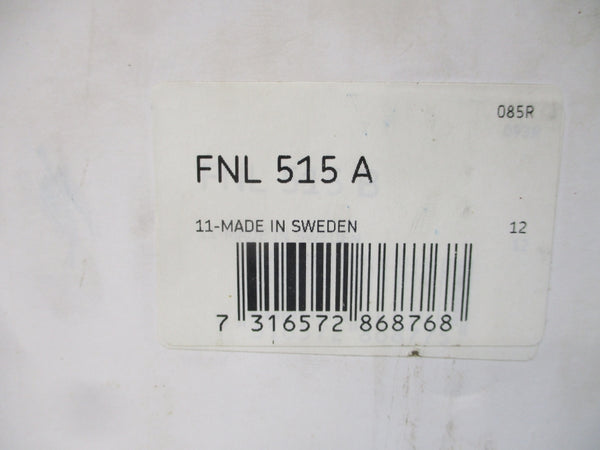 085R
FNL 515 A
11-MADE IN SWEDEN 12
7 316572 868768